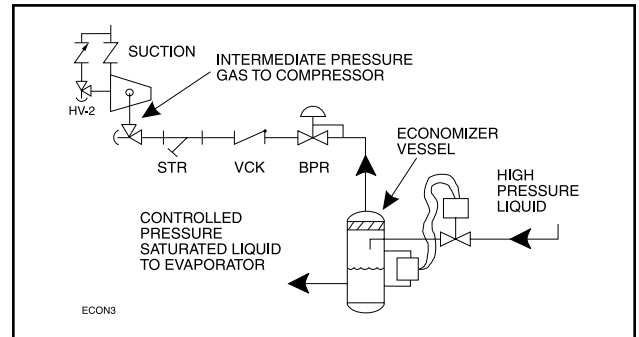 SUCTION
INTERMEDIATE PRESSURE
GAS TO COMPRESSOR
HV-2
STR
VCK
BPR
ECONOMIZER
VESSEL
HIGH
PRESSURE
LIQUID
CONTROLLED
PRESSURE
SATURATED LIQUID
TO EVAPORATOR
ECON3